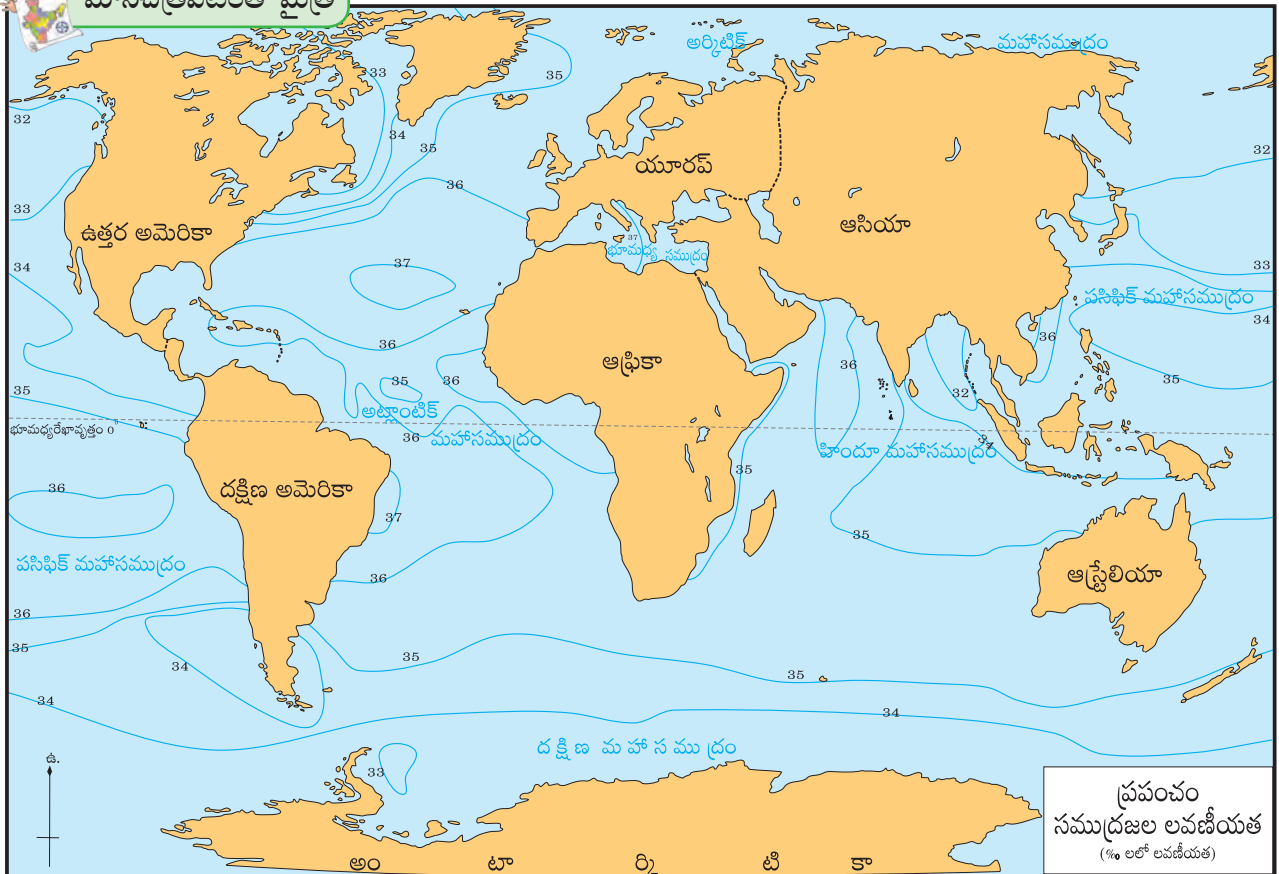 మానచిత్రపటంతో మైత్రి
అర్కిటిక్ మహాసముద్రం
33
35
32
34
35
32
యూరప్
36
33
ఉత్తర అమెరికా
ఆసియా
37
భూమధ్య సముద్రం
34
37
33
పసిఫిక్ మహాసముద్రం
34
36
36
ఆఫ్రికా
36
35
36
35
35
32
అట్లాంటిక్
భూమధ్యరేఖావృత్తం 0°
36
మహాసముద్రం
హిందూ మహాసముద్రం
35
36
దక్షిణ అమెరికా
37
35
పసిఫిక్ మహాసముద్రం
36
ఆస్ట్రేలియా
36
35
34
35
35
34
34
దక్షిణ మహాసముద్రం
ఉ.
33
ప్రపంచం
సముద్రజల లవణీయత
(‰ లలో లవణీయత)
అం టా ర్కి టి కా